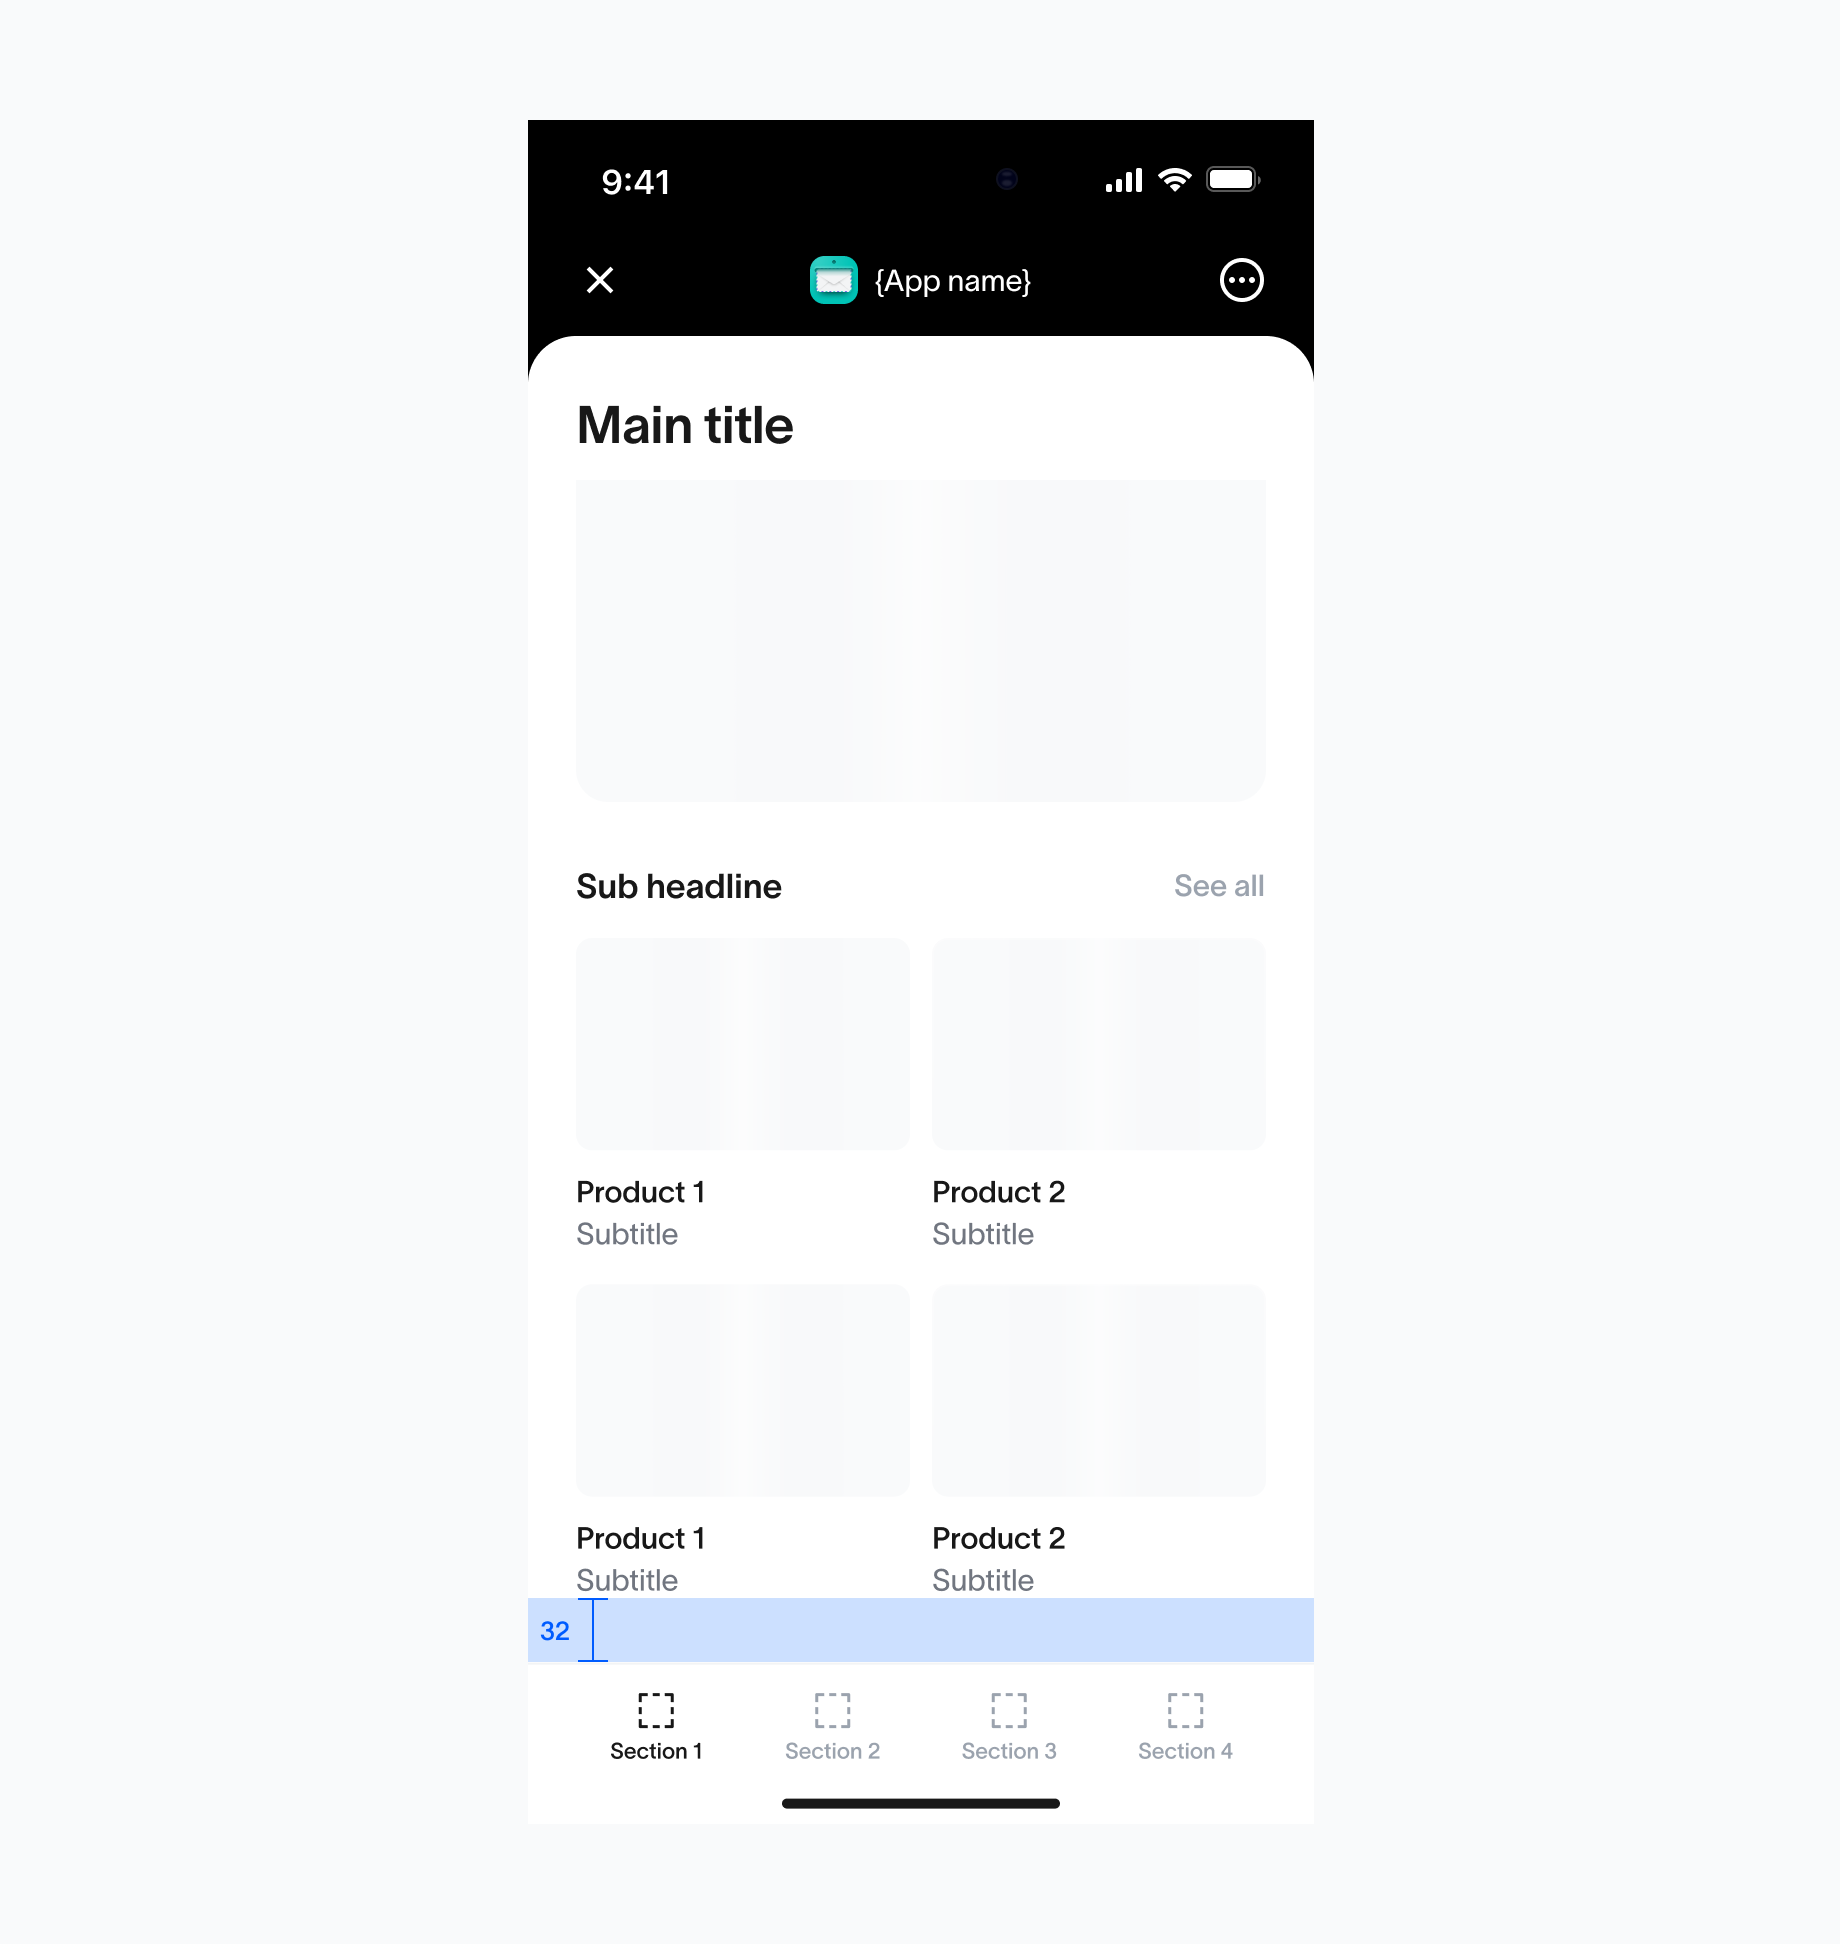 9:41
{App name}
Main title
Sub headline See all
Product 1 Product 2
Subtitle Subtitle
Product 1 Product 2
Subtitle Subtitle
32
Section 1 Section 2 Section 3 Section 4